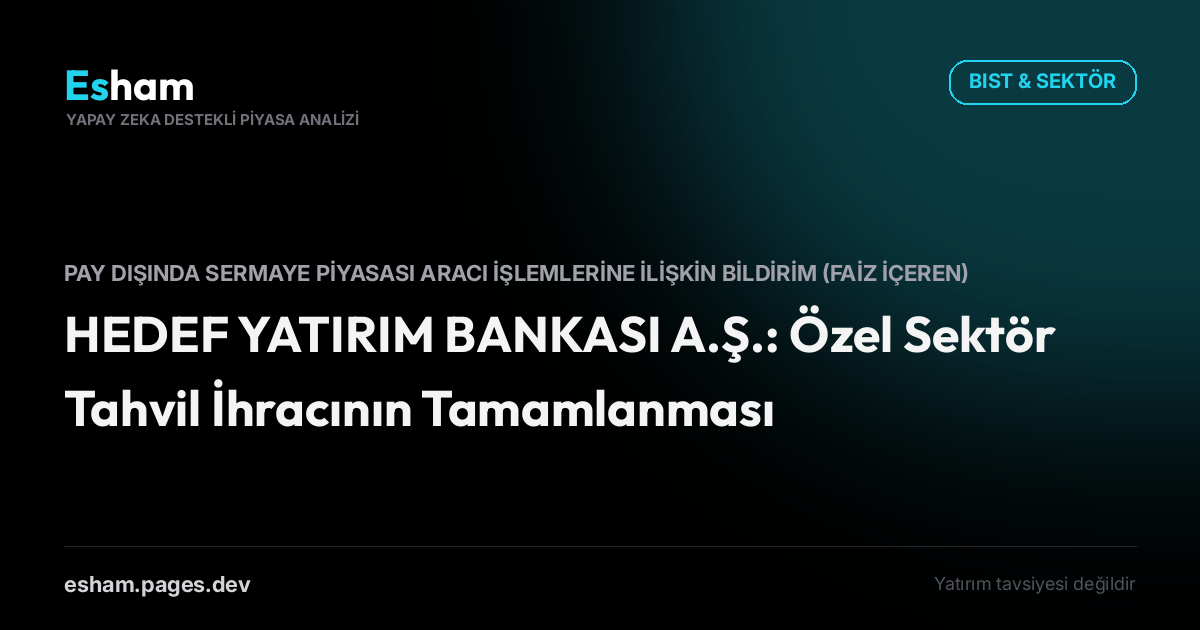 Esham
YAPAY ZEKA DESTEKLİ PİYASA ANALİZİ
BIST & SEKTÖR
PAY DIŞINDA SERMAYE PİYASASI ARACI İŞLEMLERİNE İLİŞKİN BİLDİRİM (FAİZ İÇEREN)
HEDEF YATIRIM BANKASI A.Ş.: Özel Sektör
Tahvil İhracının Tamamlanması
esham.pages.dev
Yatırım tavsiyesi değildir